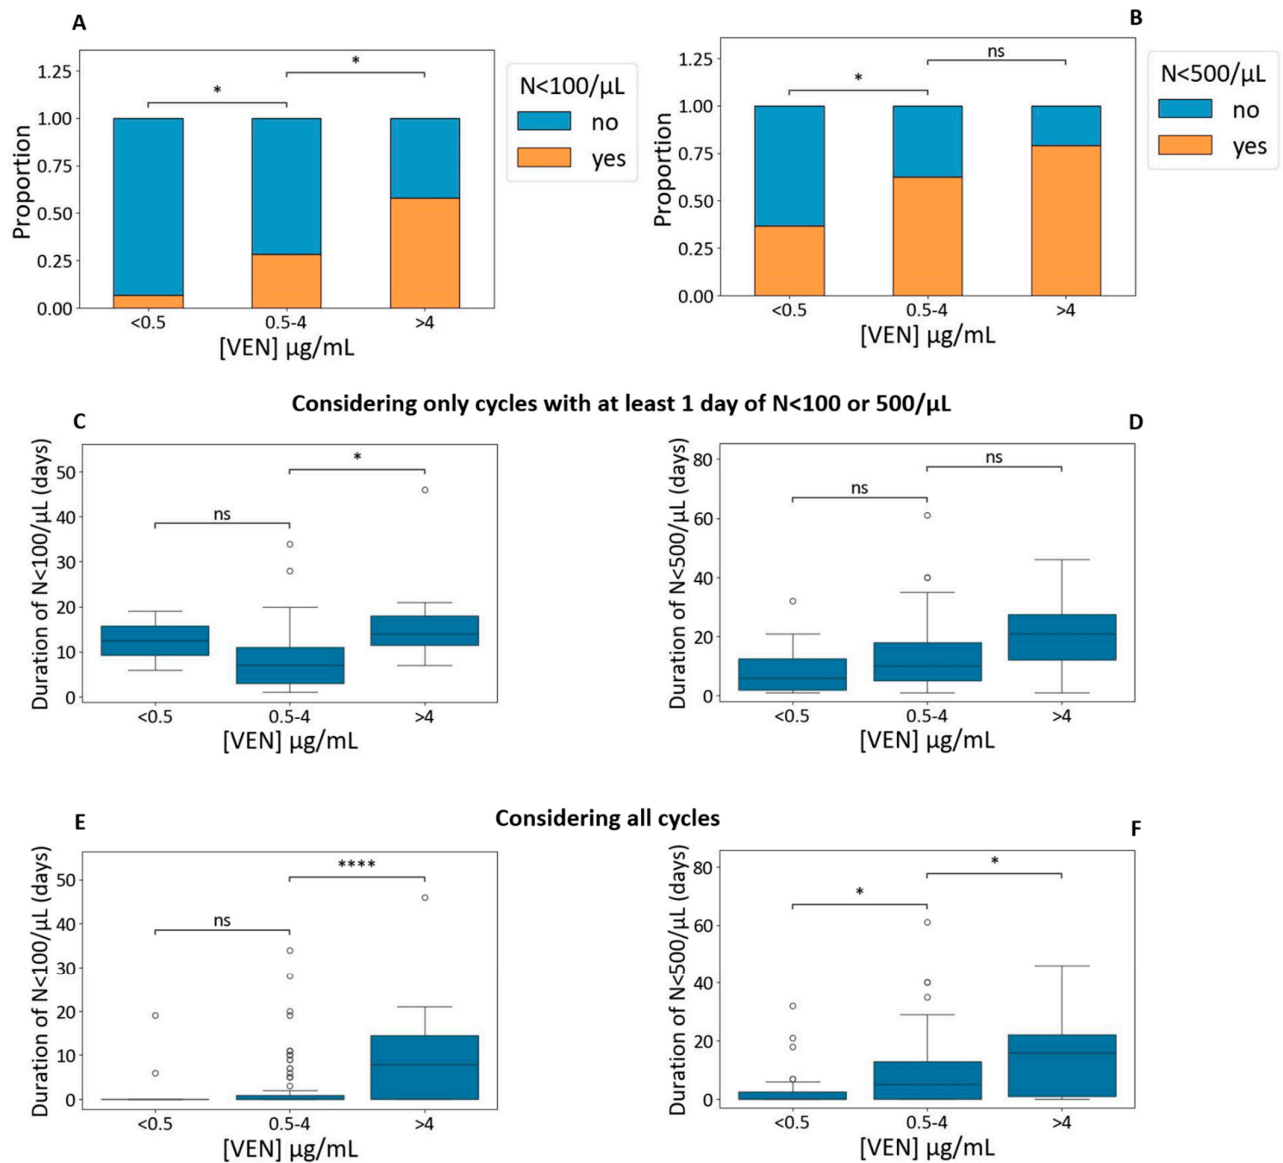 A
Proportion
1.25
1.00
0.75
0.50
0.25
0.00
*
*
<0.5
0.5-4
>4
[VEN] µg/mL
N<100/µL
no
yes
B
Proportion
1.25
1.00
0.75
0.50
0.25
0.00
*
ns
<0.5
0.5-4
>4
[VEN] µg/mL
N<500/µL
no
yes
Considering only cycles with at least 1 day of N<100 or 500/µL
C
Duration of N<100/µL (days)
50
40
30
20
10
0
ns
*
<0.5
0.5-4
>4
[VEN] µg/mL
D
Duration of N<500/µL (days)
80
60
40
20
0
ns
ns
<0.5
0.5-4
>4
[VEN] µg/mL
Considering all cycles
E
Duration of N<100/µL (days)
50
40
30
20
10
0
ns
****
<0.5
0.5-4
>4
[VEN] µg/mL
F
Duration of N<500/µL (days)
80
60
40
20
0
*
*
<0.5
0.5-4
>4
[VEN] µg/mL